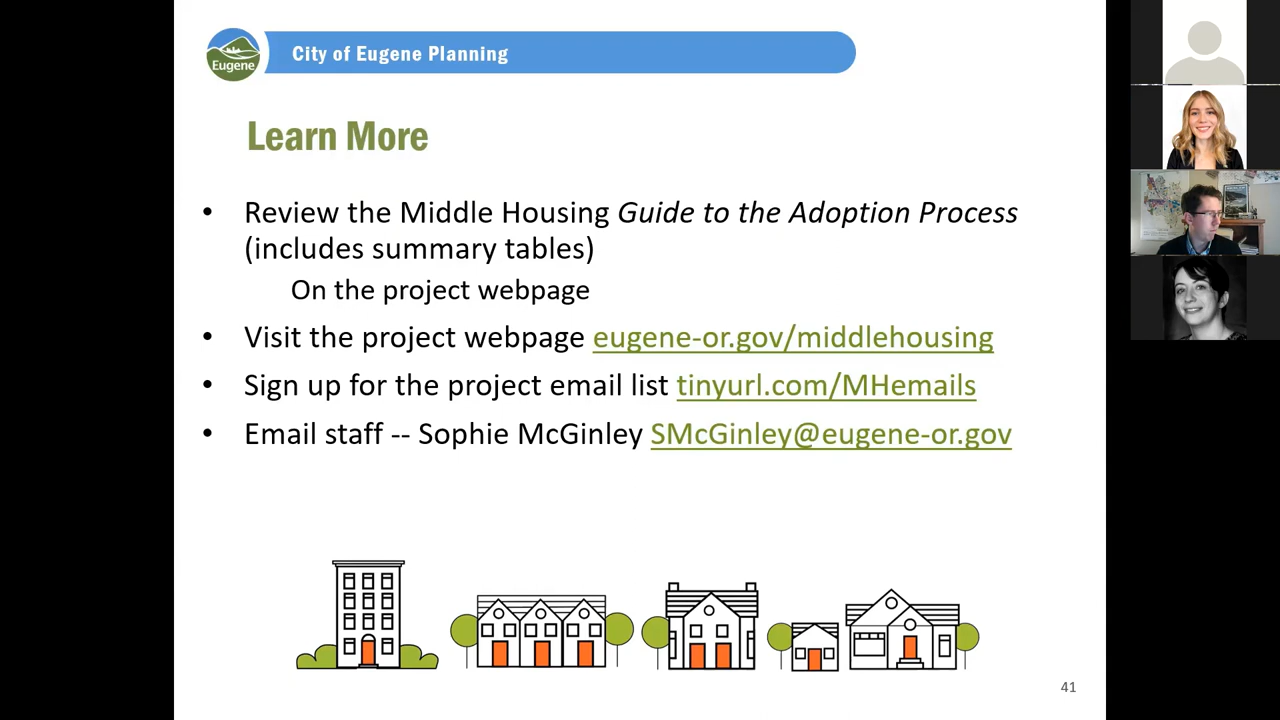 Eugene
City of Eugene Planning
Learn More
• Review the Middle Housing Guide to the Adoption Process
(includes summary tables)
On the project webpage
• Visit the project webpage eugene-or.gov/middlehousing
• Sign up for the project email list tinyurl.com/MHemails
• Email staff -- Sophie McGinley SMcGinley@eugene-or.gov
41